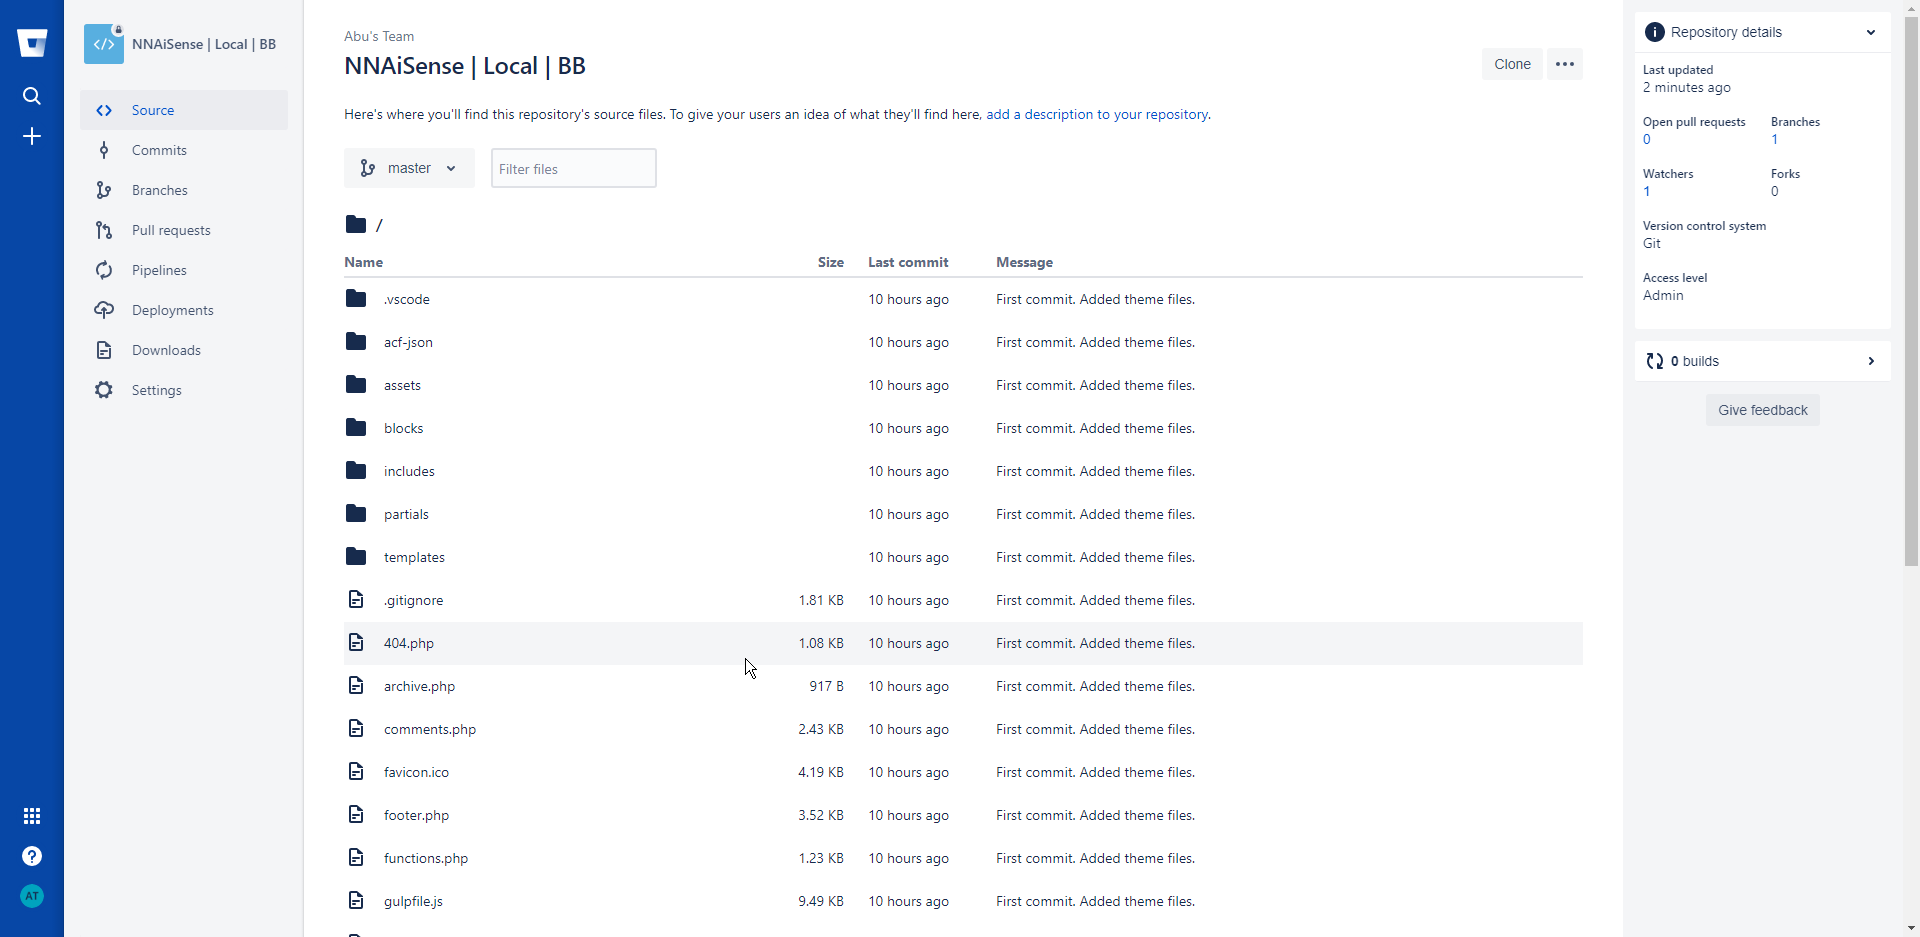 NNAiSense | Local | BB
Source
Commits
Branches
Pull requests
Pipelines
Deployments
Downloads
Settings
AT
Abu's Team
NNAiSense | Local | BB
Clone
Here's where you'll find this repository's source files. To give your users an idea of what they'll find here, add a description to your repository.
master
Filter files
/
Name Size Last commit Message
.vscode 10 hours ago First commit. Added theme files.
acf-json 10 hours ago First commit. Added theme files.
assets 10 hours ago First commit. Added theme files.
blocks 10 hours ago First commit. Added theme files.
includes 10 hours ago First commit. Added theme files.
partials 10 hours ago First commit. Added theme files.
templates 10 hours ago First commit. Added theme files.
.gitignore 1.81 KB 10 hours ago First commit. Added theme files.
404.php 1.08 KB 10 hours ago First commit. Added theme files.
archive.php 917 B 10 hours ago First commit. Added theme files.
comments.php 2.43 KB 10 hours ago First commit. Added theme files.
favicon.ico 4.19 KB 10 hours ago First commit. Added theme files.
footer.php 3.52 KB 10 hours ago First commit. Added theme files.
functions.php 1.23 KB 10 hours ago First commit. Added theme files.
gulpfile.js 9.49 KB 10 hours ago First commit. Added theme files.
Repository details
Last updated
2 minutes ago
Open pull requests Branches
0 1
Watchers Forks
1 0
Version control system
Git
Access level
Admin
0 builds
Give feedback